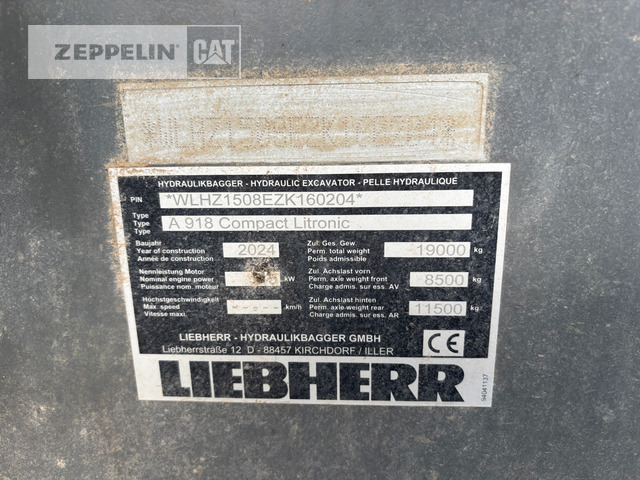 ZEPPELIN CAT
HYDRAULIKBAGGER - HYDRAULIC EXCAVATOR - PELLE HYDRAULIQUE
PIN *WLHZ1508EZK160204*
Type
Type A 918 Compact Litronic
Type
Baujahr
Year of construction 2024
Année de construction
Zul. Ges. Gew
Perm. total weight 19000 kg
Poids admissible
Nennleistung Motor
Nominal engine power kW
Puissance nom. moteur
Zul. Achslast vorn
Perm. axle weight front 8500 kg
Charge admis. sur ess. AV
Höchstgeschwindigkeit
Max. speed -.--- km/h
Vitesse maxi.
Zul. Achslast hinten
Perm. axle weight rear 11500 kg
Charge admis. sur ess. AR
LIEBHERR - HYDRAULIKBAGGER GMBH
Liebherrstraße 12 D - 88457 KIRCHDORF / ILLER
CE
LIEBHERR
94041137